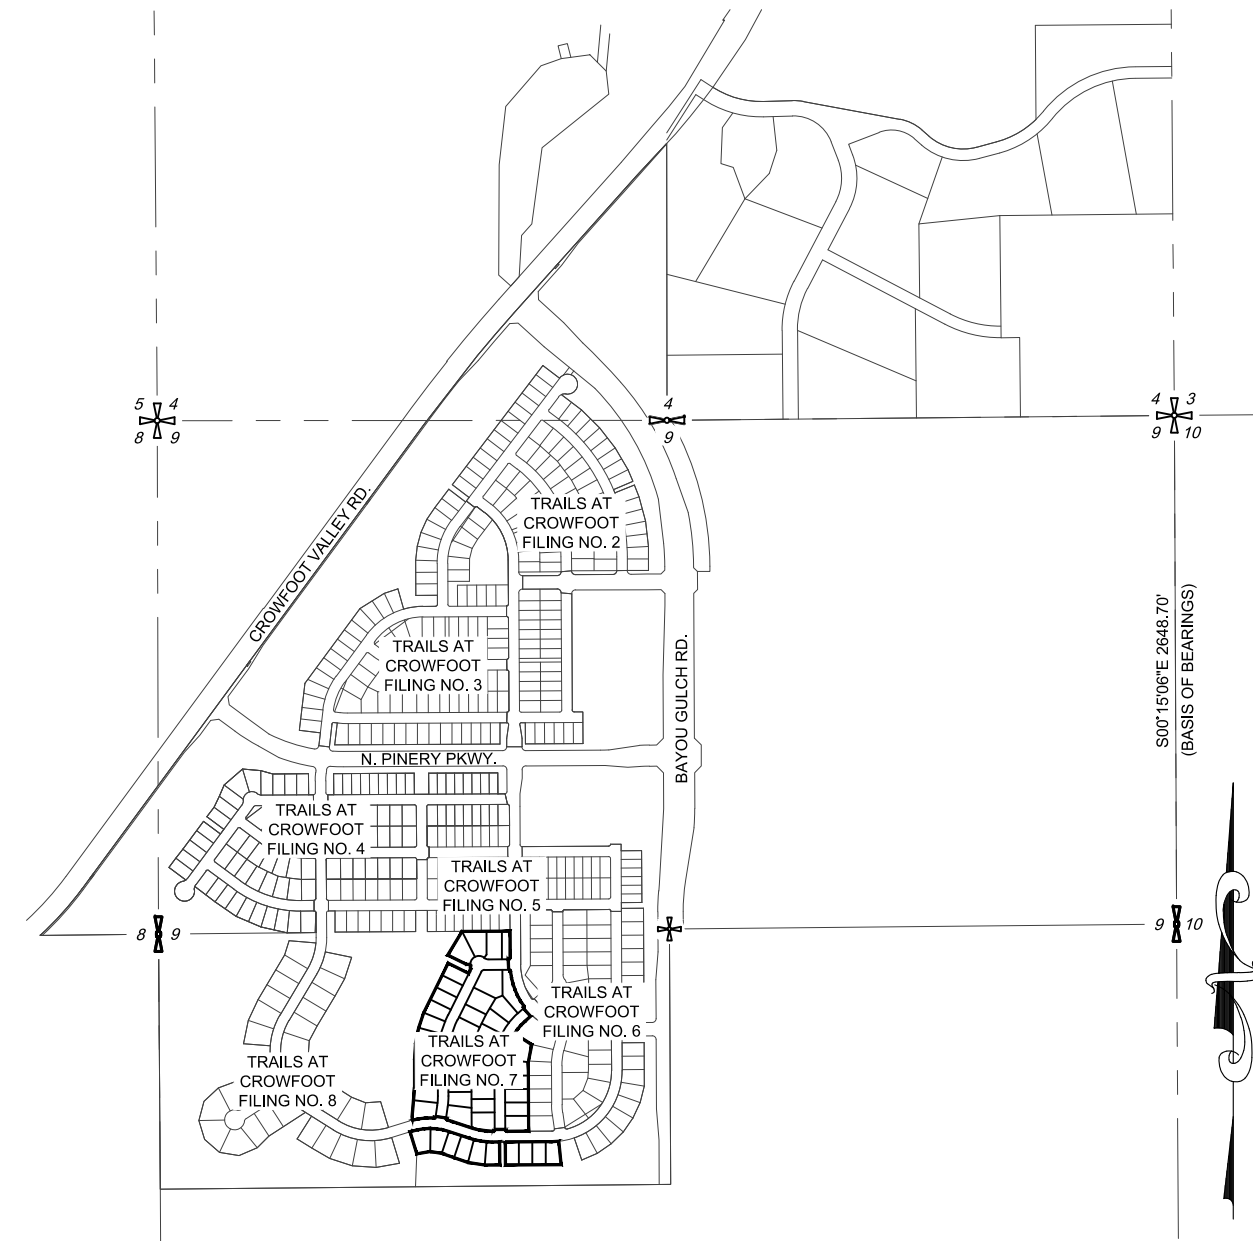 5 4
8 9
4
9
4 3
9 10
TRAILS AT
CROWFOOT
FILING NO. 2
CROWFOOT VALLEY RD.
TRAILS AT
CROWFOOT
FILING NO. 3
BAYOU GULCH RD.
S00°15'06"E 2648.70'
(BASIS OF BEARINGS)
N. PINERY PKWY.
TRAILS AT
CROWFOOT
FILING NO. 4
TRAILS AT
CROWFOOT
FILING NO. 5
8 9
9 10
TRAILS AT
CROWFOOT
FILING NO. 6
TRAILS AT
CROWFOOT
FILING NO. 7
TRAILS AT
CROWFOOT
FILING NO. 8